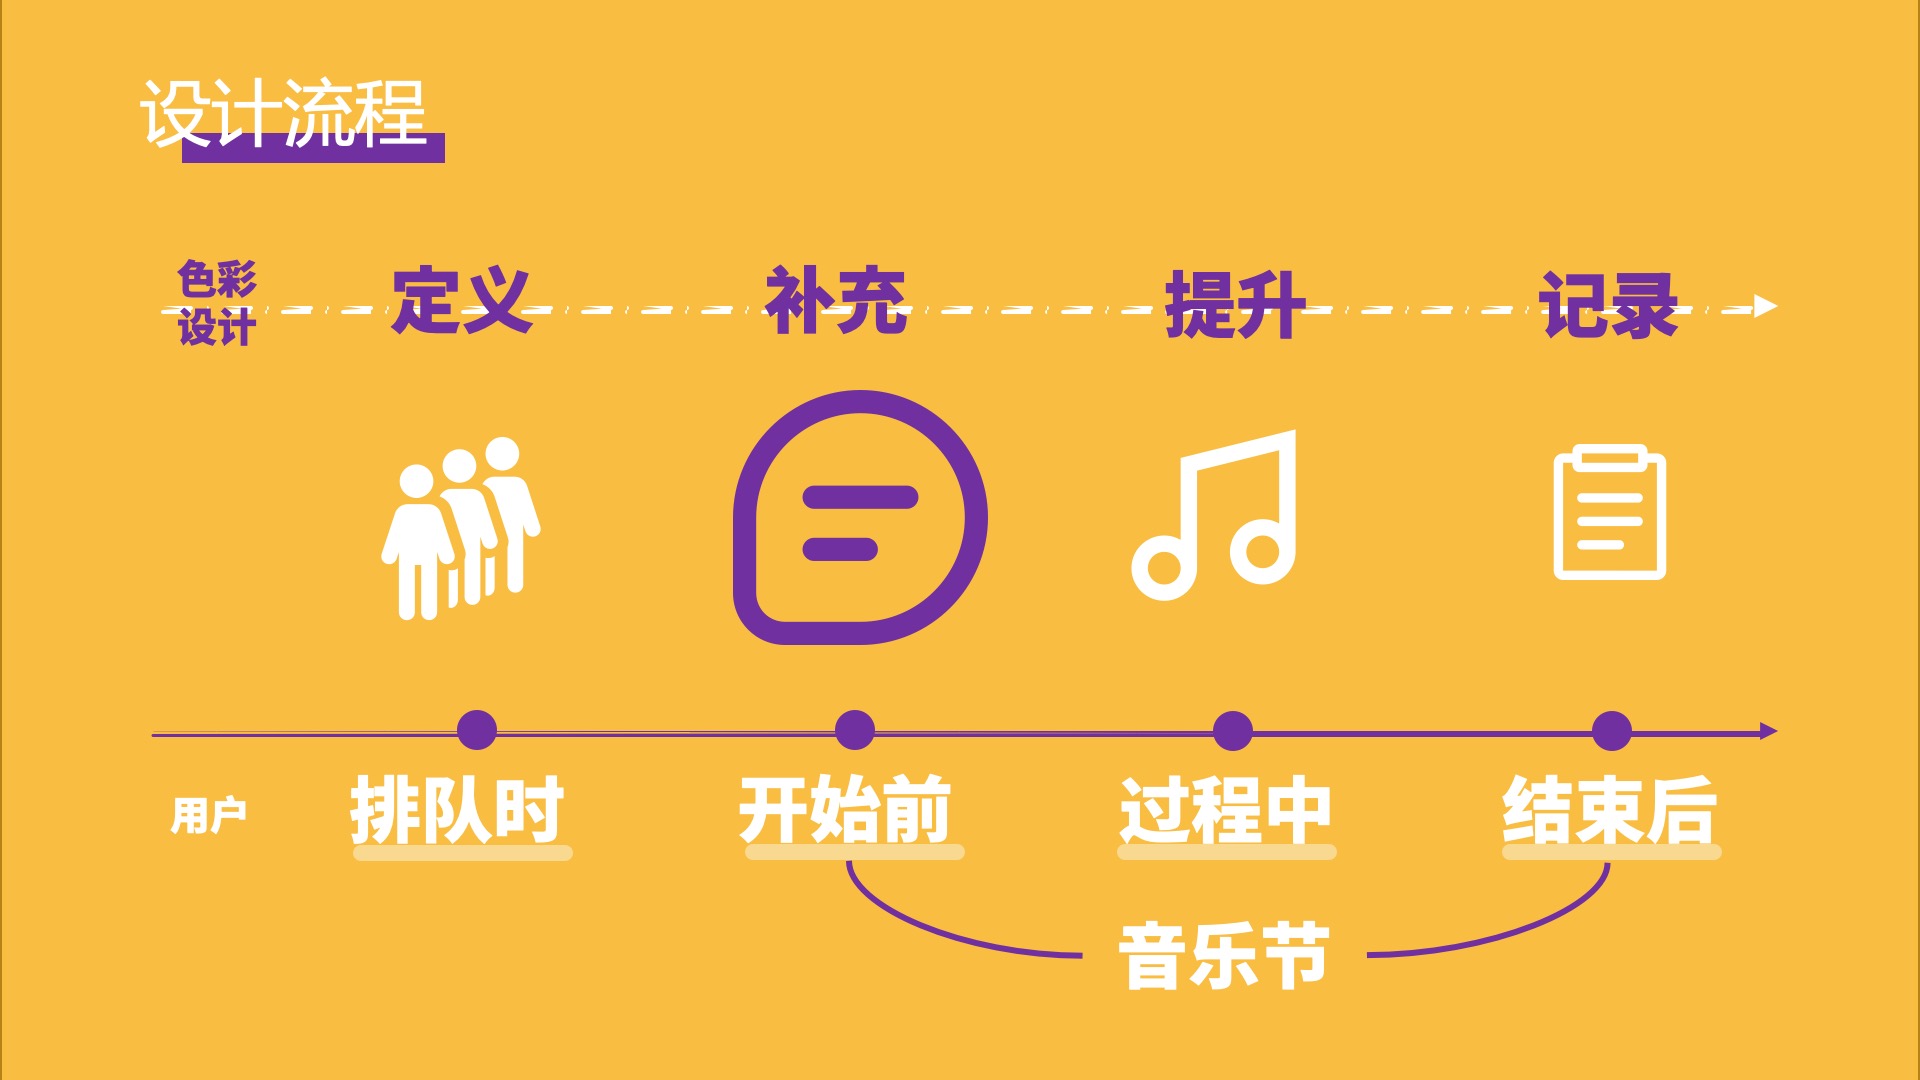 设计流程
色彩
设计
定义
补充
提升
记录
用户
排队时
开始前
过程中
结束后
音乐节